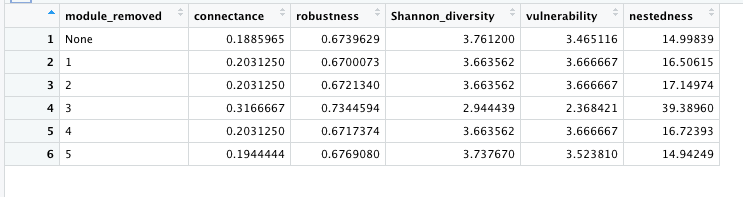 module_removed connectance robustness Shannon_diversity vulnerability nestedness
1 None 0.1885965 0.6739629 3.761200 3.465116 14.99839
2 1 0.2031250 0.6700073 3.663562 3.666667 16.50615
3 2 0.2031250 0.6721340 3.663562 3.666667 17.14974
4 3 0.3166667 0.7344594 2.944439 2.368421 39.38960
5 4 0.2031250 0.6717374 3.663562 3.666667 16.72393
6 5 0.1944444 0.6769080 3.737670 3.523810 14.94249